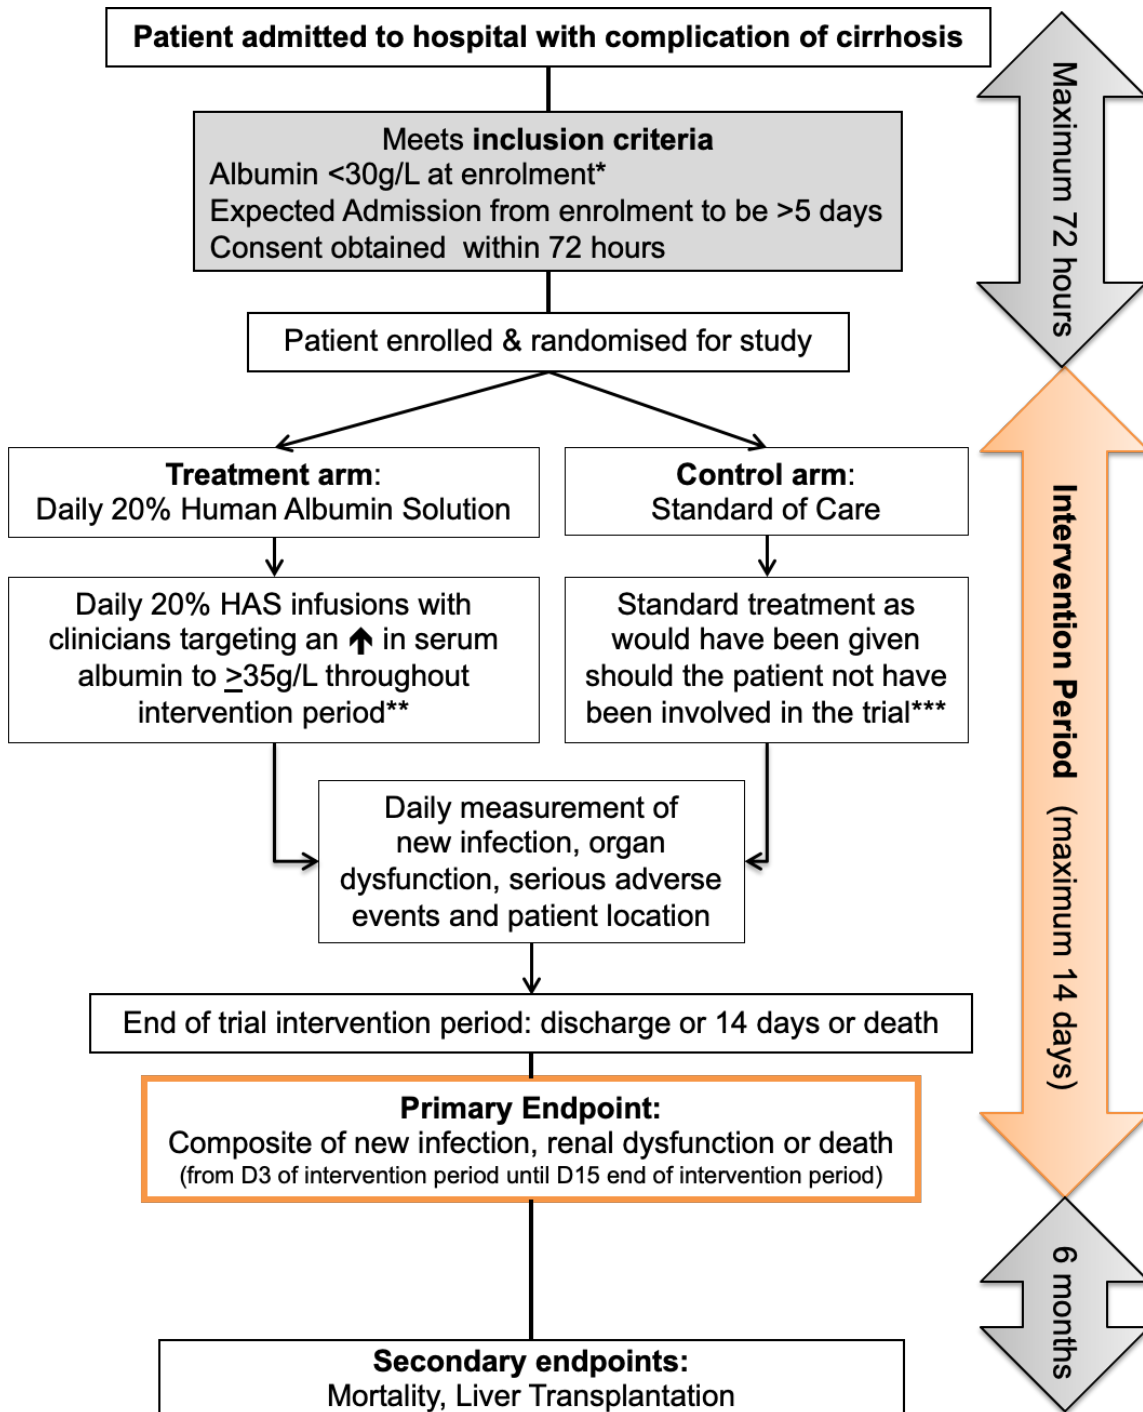 Patient admitted to hospital with complication of cirrhosis
Meets inclusion criteria
Albumin <30g/L at enrolment*
Expected Admission from enrolment to be >5 days
Consent obtained within 72 hours
Maximum 72 hours
Patient enrolled & randomised for study
Treatment arm:
Daily 20% Human Albumin Solution
Control arm:
Standard of Care
Daily 20% HAS infusions with
clinicians targeting an ↑ in serum
albumin to ≥35g/L throughout
intervention period**
Standard treatment as
would have been given
should the patient not have
been involved in the trial***
Intervention Period (maximum 14 days)
Daily measurement of
new infection, organ
dysfunction, serious adverse
events and patient location
End of trial intervention period: discharge or 14 days or death
Primary Endpoint:
Composite of new infection, renal dysfunction or death
(from D3 of intervention period until D15 end of intervention period)
6 months
Secondary endpoints:
Mortality, Liver Transplantation